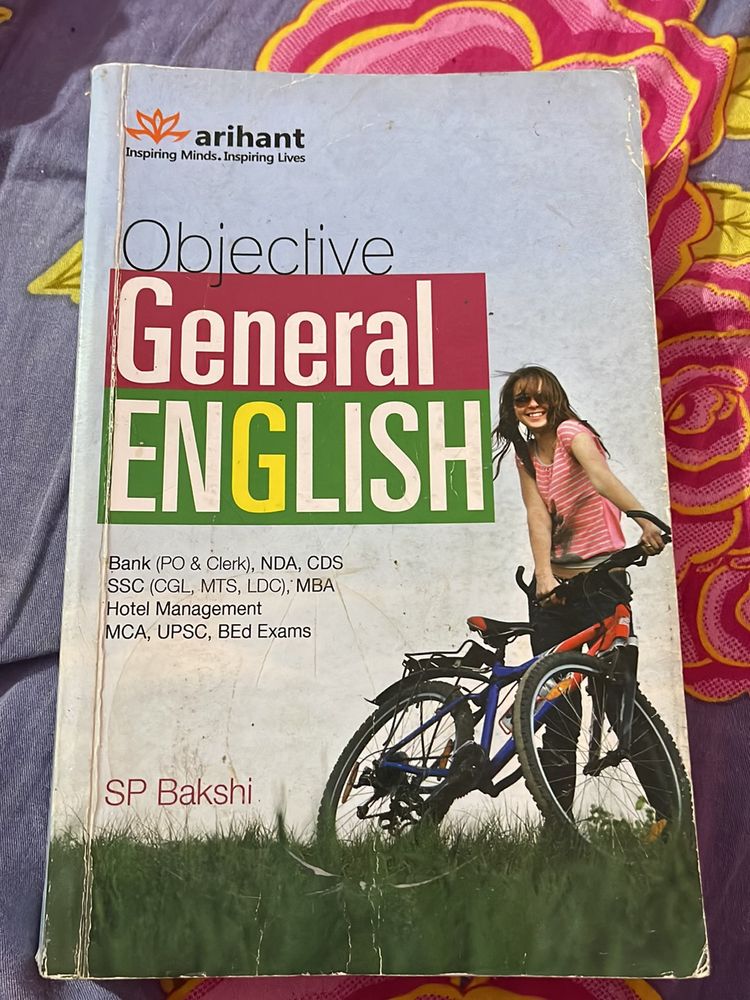 arihant
Inspiring Minds. Inspiring Lives
Objective
General
ENGLISH
Bank (PO & Clerk), NDA, CDS
SSC (CGL, MTS, LDC), MBA
Hotel Management
MCA, UPSC, BEd Exams
SP Bakshi